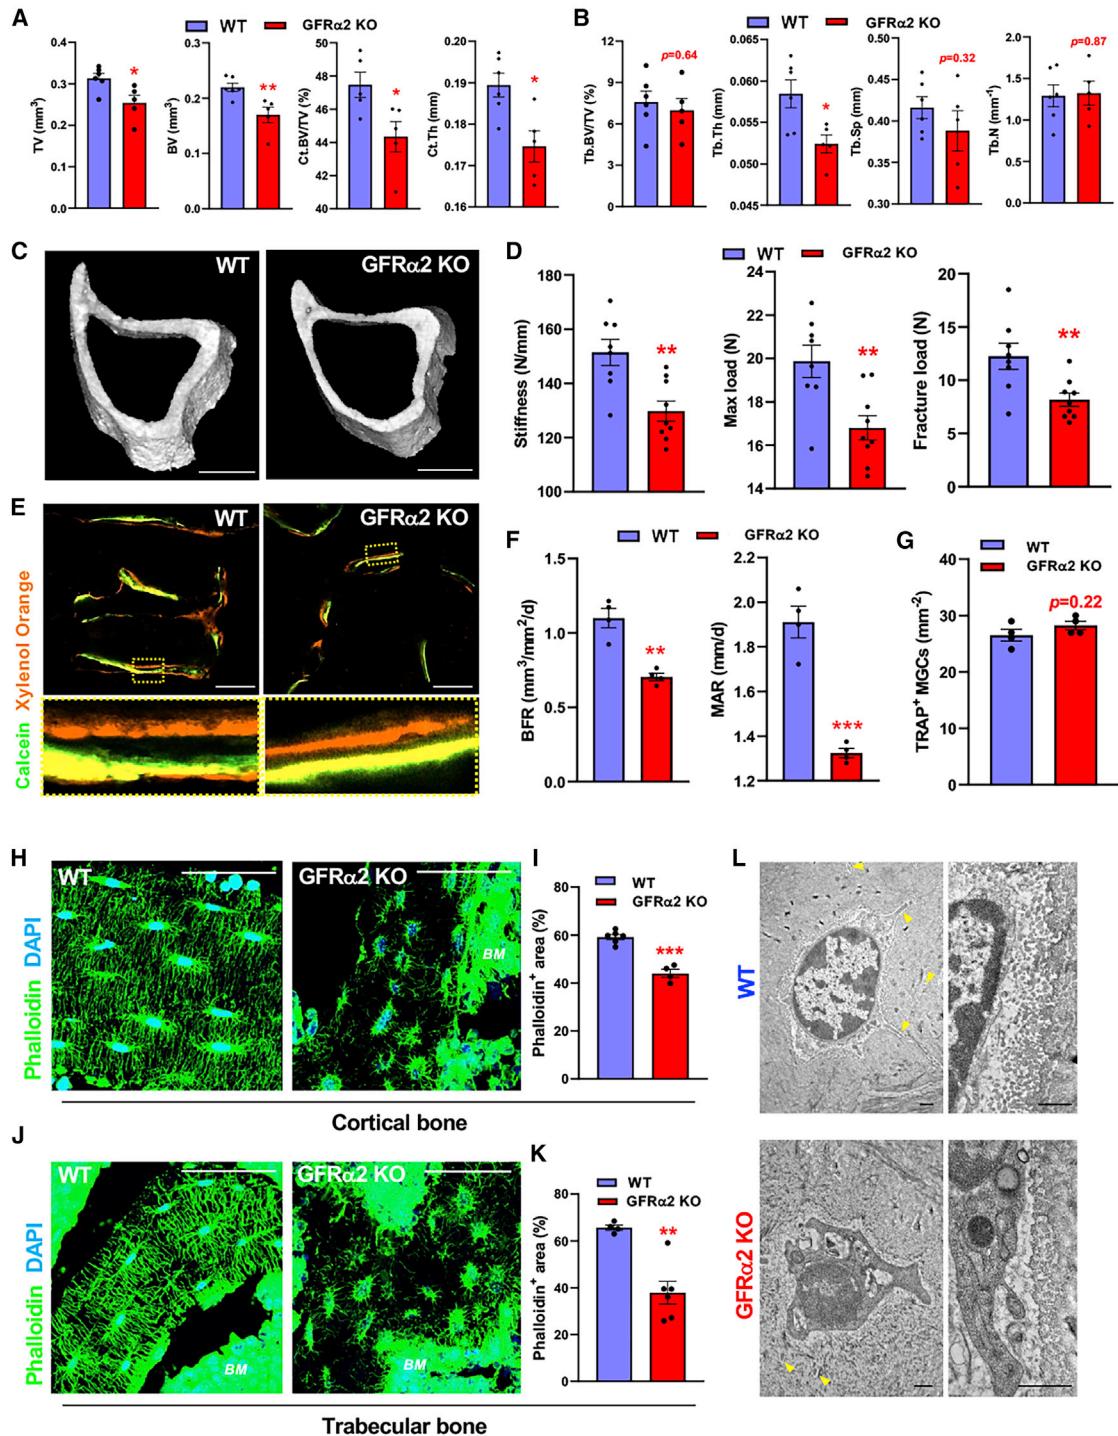 A
WT
GFRα2 KO
TV (mm³)
0.4
0.3
0.2
0.1
0.0
*
BV (mm³)
0.3
0.2
0.1
0.0
**
Ct.BV/TV (%)
50
48
46
44
42
40
*
Ct.Th (mm)
0.20
0.19
0.18
0.17
0.16
*
B
WT
GFRα2 KO
Tb.BV/TV (%)
12
9
6
3
0
p=0.64
Tb.Th (mm)
0.065
0.060
0.055
0.050
0.045
*
Tb.Sp (mm)
0.50
0.45
0.40
0.35
0.30
p=0.32
Tb.N (mm⁻¹)
2.0
1.5
1.0
0.5
0.0
p=0.87
C
WT
GFRα2 KO
D
WT
GFRα2 KO
Stiffness (N/mm)
180
160
140
120
100
**
Max load (N)
24
22
20
18
16
14
**
Fracture load (N)
20
15
10
5
0
**
E
WT
GFRα2 KO
Calcein Xylenol Orange
F
WT
GFRα2 KO
BFR (mm³/mm²/d)
1.5
1.0
0.5
0.0
**
MAR (mm/d)
2.2
2.0
1.8
1.6
1.4
1.2
***
G
WT
GFRα2 KO
TRAP⁺ MGCs (mm⁻²)
40
30
20
10
0
p=0.22
H
Phalloidin DAPI
WT
GFRα2 KO
BM
I
WT
GFRα2 KO
Phalloidin⁺ area (%)
80
60
40
20
0
***
Cortical bone
J
Phalloidin DAPI
WT
BM
GFRα2 KO
BM
K
WT
GFRα2 KO
Phalloidin⁺ area (%)
80
60
40
20
0
**
Trabecular bone
L
WT
GFRα2 KO